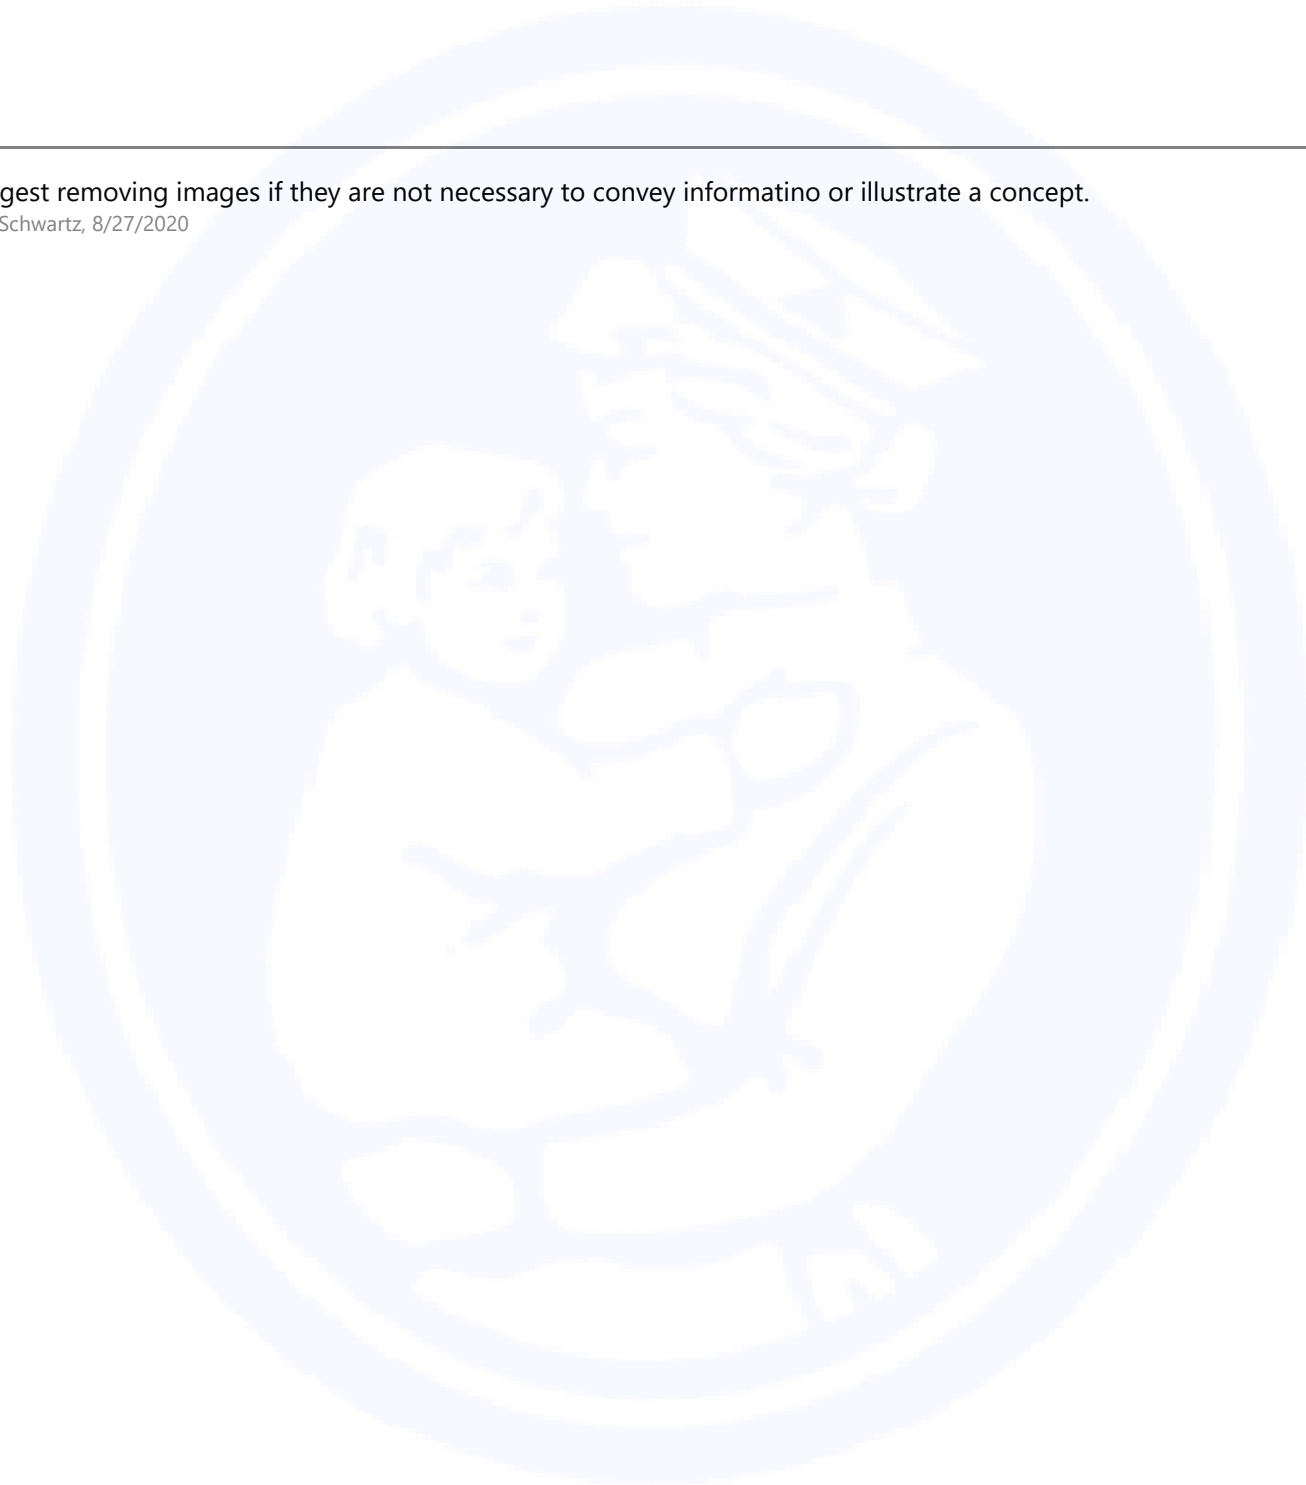 gest removing images if they are not necessary to convey informatino or illustrate a concept.
Schwartz, 8/27/2020